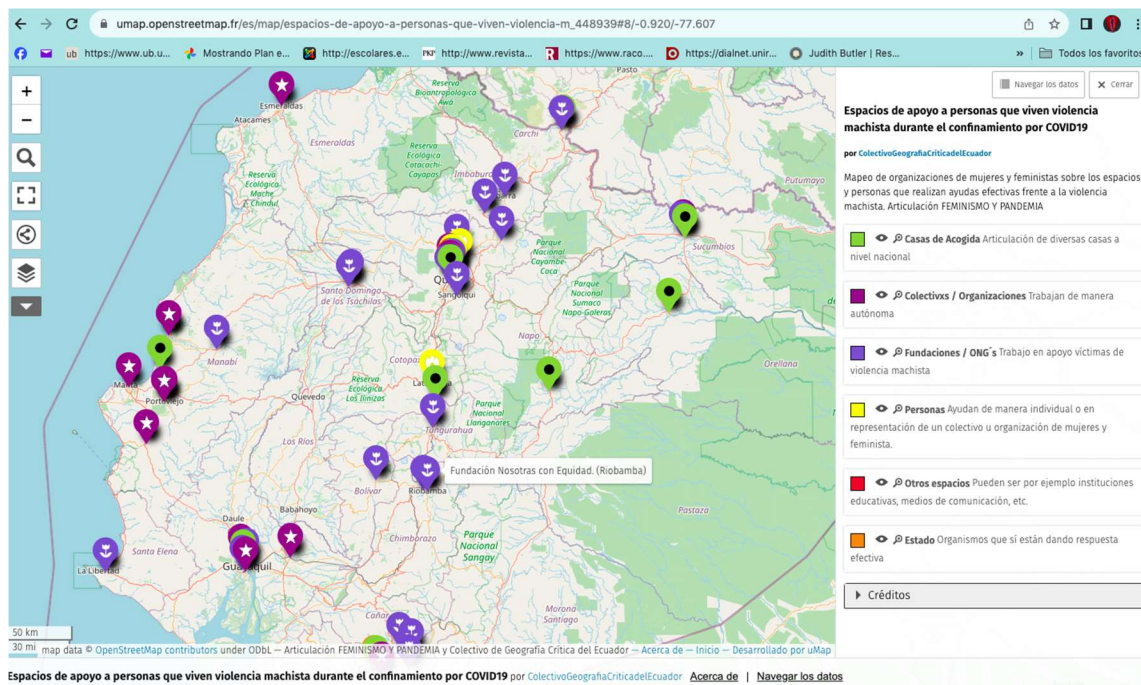 umap.openstreetmap.fr/es/map/espacios-de-apoyo-a-personas-que-viven-violencia-m_448939#8/-0.920/-77.607
ub https://www.ub.u...
Mostrando Plan e...
http://escolares.e...
PKP http://www.revista...
R https://www.raco....
https://dialnet.unir...
Judith Butler | Res...
»
Todos los favoritos
+
−
Pasto
Reserva Bioantropológica Awá
Esmeraldas
Atacames
Carchi
Esmeraldas
Reserva Ecológica Cotacachi-Cayapas
Imbabura
Putumayo
Reserva Ecológica Mache Chindul
Sucumbíos
Parque Nacional Cayambe-Coca
Santo Domingo de los Tsáchilas
Sangolquí
Parque Nacional Sumaco Napo-Galeras
Manabí
Napo
Cotopaxi
Orellana
Manta
Portoviejo
Quevedo
Reserva Ecológica Los Ilinizas
Parque Nacional Llanganates
Tungurahua
Los Ríos
Fundación Nosotras con Equidad. (Riobamba)
Bolívar
Riobamba
Pastaza
Daule
Babahoyo
Santa Elena
Chimborazo
Parque Nacional Sangay
Guayaquil
La Libertad
Cañar
Morona Santiago
50 km
30 mi
map data © OpenStreetMap contributors under ODbL — Articulación FEMINISMO Y PANDEMIA y Colectivo de Geografía Crítica del Ecuador — Acerca de — Inicio — Desarrollado por uMap
Navegar los datos
× Cerrar
Espacios de apoyo a personas que viven violencia
machista durante el confinamiento por COVID19
por ColectivoGeografiaCriticadelEcuador
Mapeo de organizaciones de mujeres y feministas sobre los espacios
y personas que realizan ayudas efectivas frente a la violencia
machista. Articulación FEMINISMO Y PANDEMIA
Casas de Acogida Articulación de diversas casas a
nivel nacional
Colectivxs / Organizaciones Trabajan de manera
autónoma
Fundaciones / ONG´s Trabajo en apoyo víctimas de
violencia machista
Personas Ayudan de manera individual o en
representación de un colectivo u organización de mujeres y
feminista.
Otros espacios Pueden ser por ejemplo instituciones
educativas, medios de comunicación, etc.
Estado Organismos que sí están dando respuesta
efectiva
Créditos
Espacios de apoyo a personas que viven violencia machista durante el confinamiento por COVID19 por ColectivoGeografiaCriticadelEcuador Acerca de | Navegar los datos